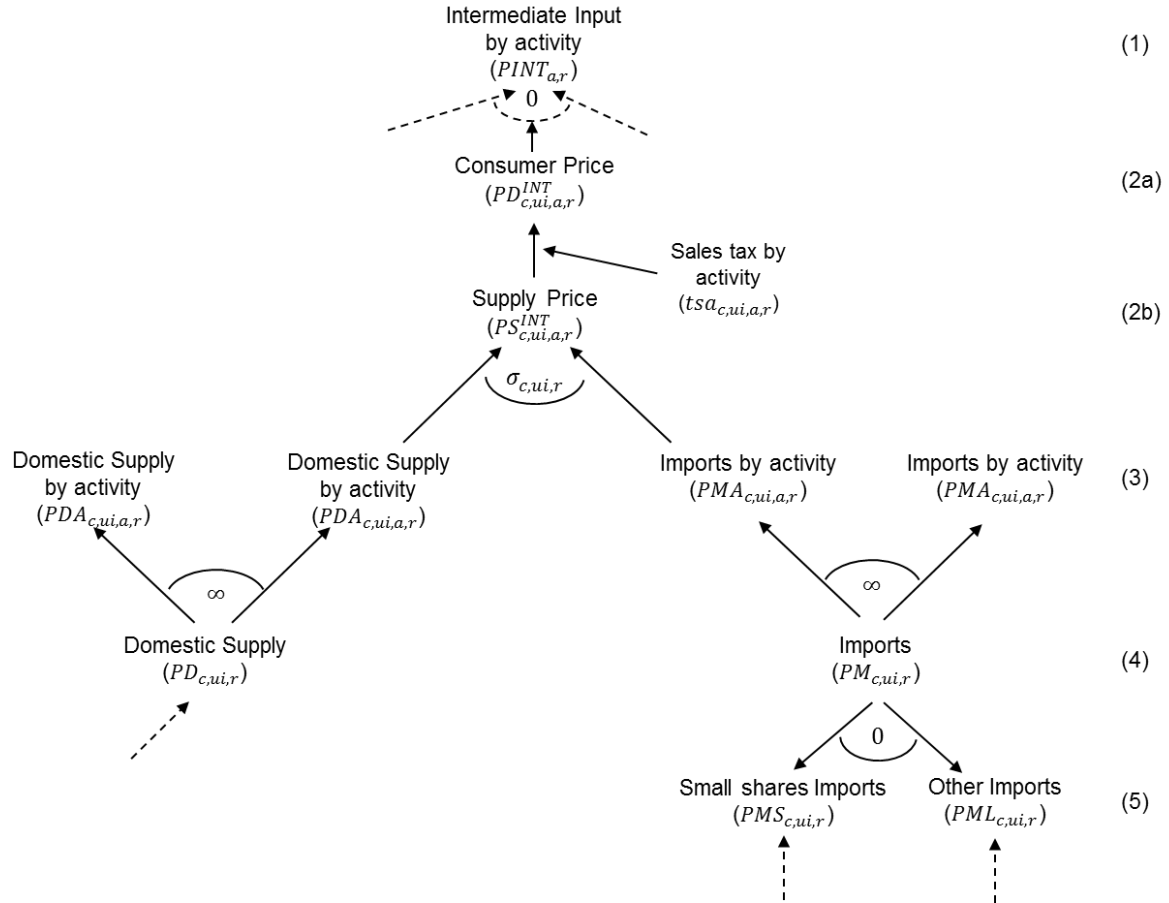 Intermediate Input
by activity
(PINT_{a,r})
(1)
0
Consumer Price
(PD^{INT}_{c,ui,a,r})
(2a)
Sales tax by
activity
(tsa_{c,ui,a,r})
Supply Price
(PS^{INT}_{c,ui,a,r})
(2b)
σ_{c,ui,r}
Domestic Supply
by activity
(PDA_{c,ui,a,r})
Domestic Supply
by activity
(PDA_{c,ui,a,r})
Imports by activity
(PMA_{c,ui,a,r})
Imports by activity
(PMA_{c,ui,a,r})
(3)
∞
∞
Domestic Supply
(PD_{c,ui,r})
Imports
(PM_{c,ui,r})
(4)
0
Small shares Imports
(PMS_{c,ui,r})
Other Imports
(PML_{c,ui,r})
(5)